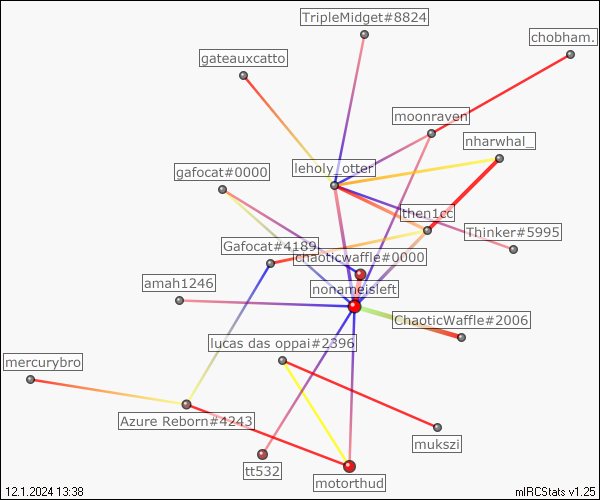 TripleMidget#8824
chobham.
gateauxcatto
moonraven
nharwhal_
leholy_otter
gafocat#0000
then1cc
Thinker#5995
Gafocat#4189
chaoticwaffle#0000
amah1246
nonameisleft
ChaoticWaffle#2006
lucas das oppai#2396
mercurybro
Azure Reborn#4243
mukszi
tt532
motorthud
12.1.2024 13:38
mIRCStats v1.25